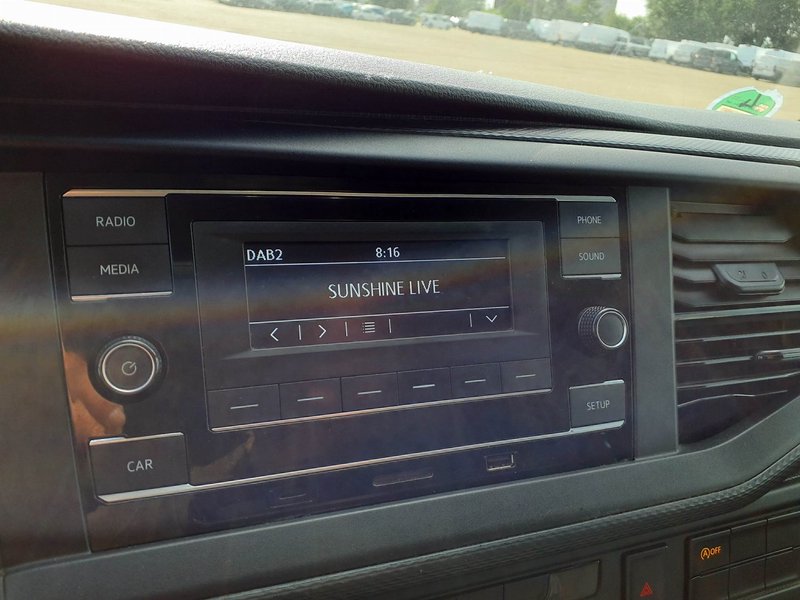 RADIO
PHONE
MEDIA
SOUND
DAB2 8:16
SUNSHINE LIVE
SETUP
CAR
A OFF